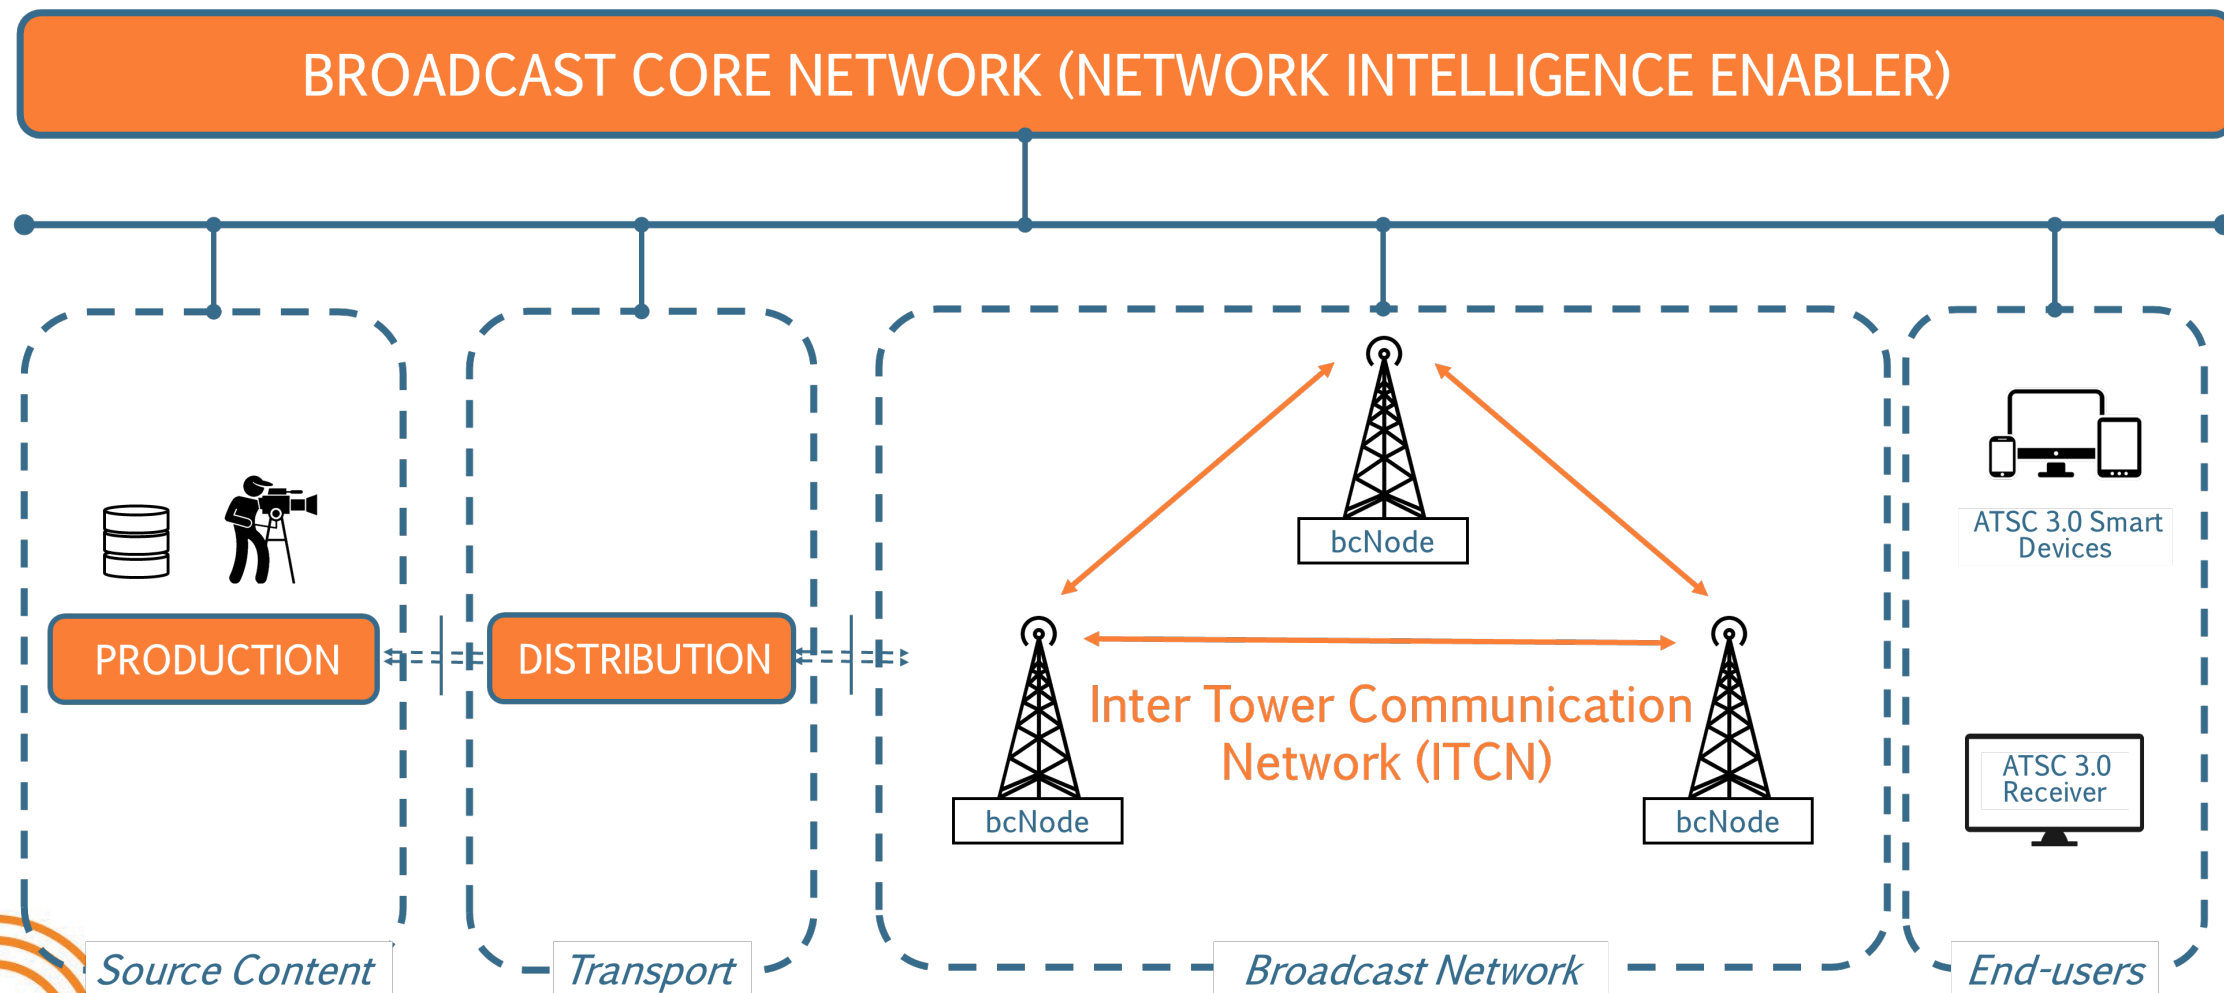 BROADCAST CORE NETWORK (NETWORK INTELLIGENCE ENABLER)
PRODUCTION
DISTRIBUTION
bcNode
Inter Tower Communication
Network (ITCN)
bcNode
bcNode
ATSC 3.0 Smart
Devices
ATSC 3.0
Receiver
Source Content
Transport
Broadcast Network
End-users